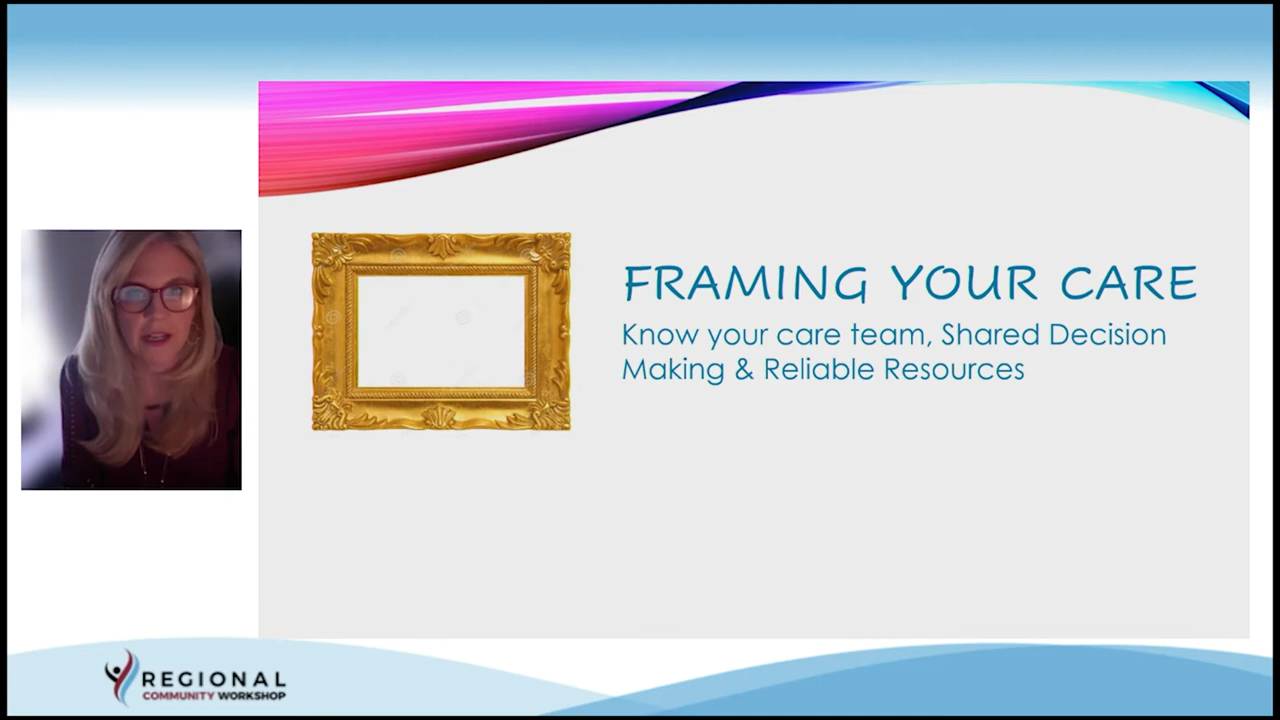 FRAMING YOUR CARE
Know your care team, Shared Decision
Making & Reliable Resources
REGIONAL
COMMUNITY WORKSHOP